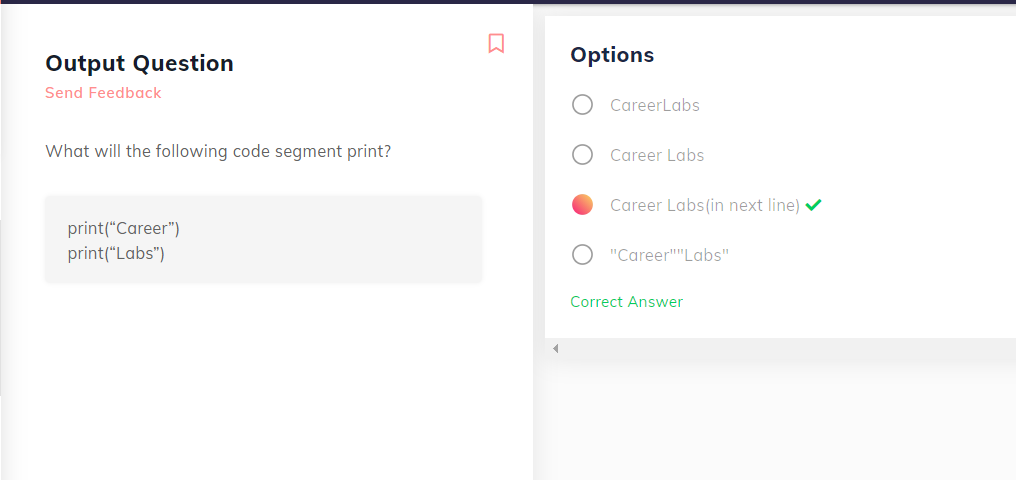 Output Question
Send Feedback
What will the following code segment print?
print(“Career”)
print(“Labs”)
Options
CareerLabs
Career Labs
Career Labs(in next line)
"Career""Labs"
Correct Answer